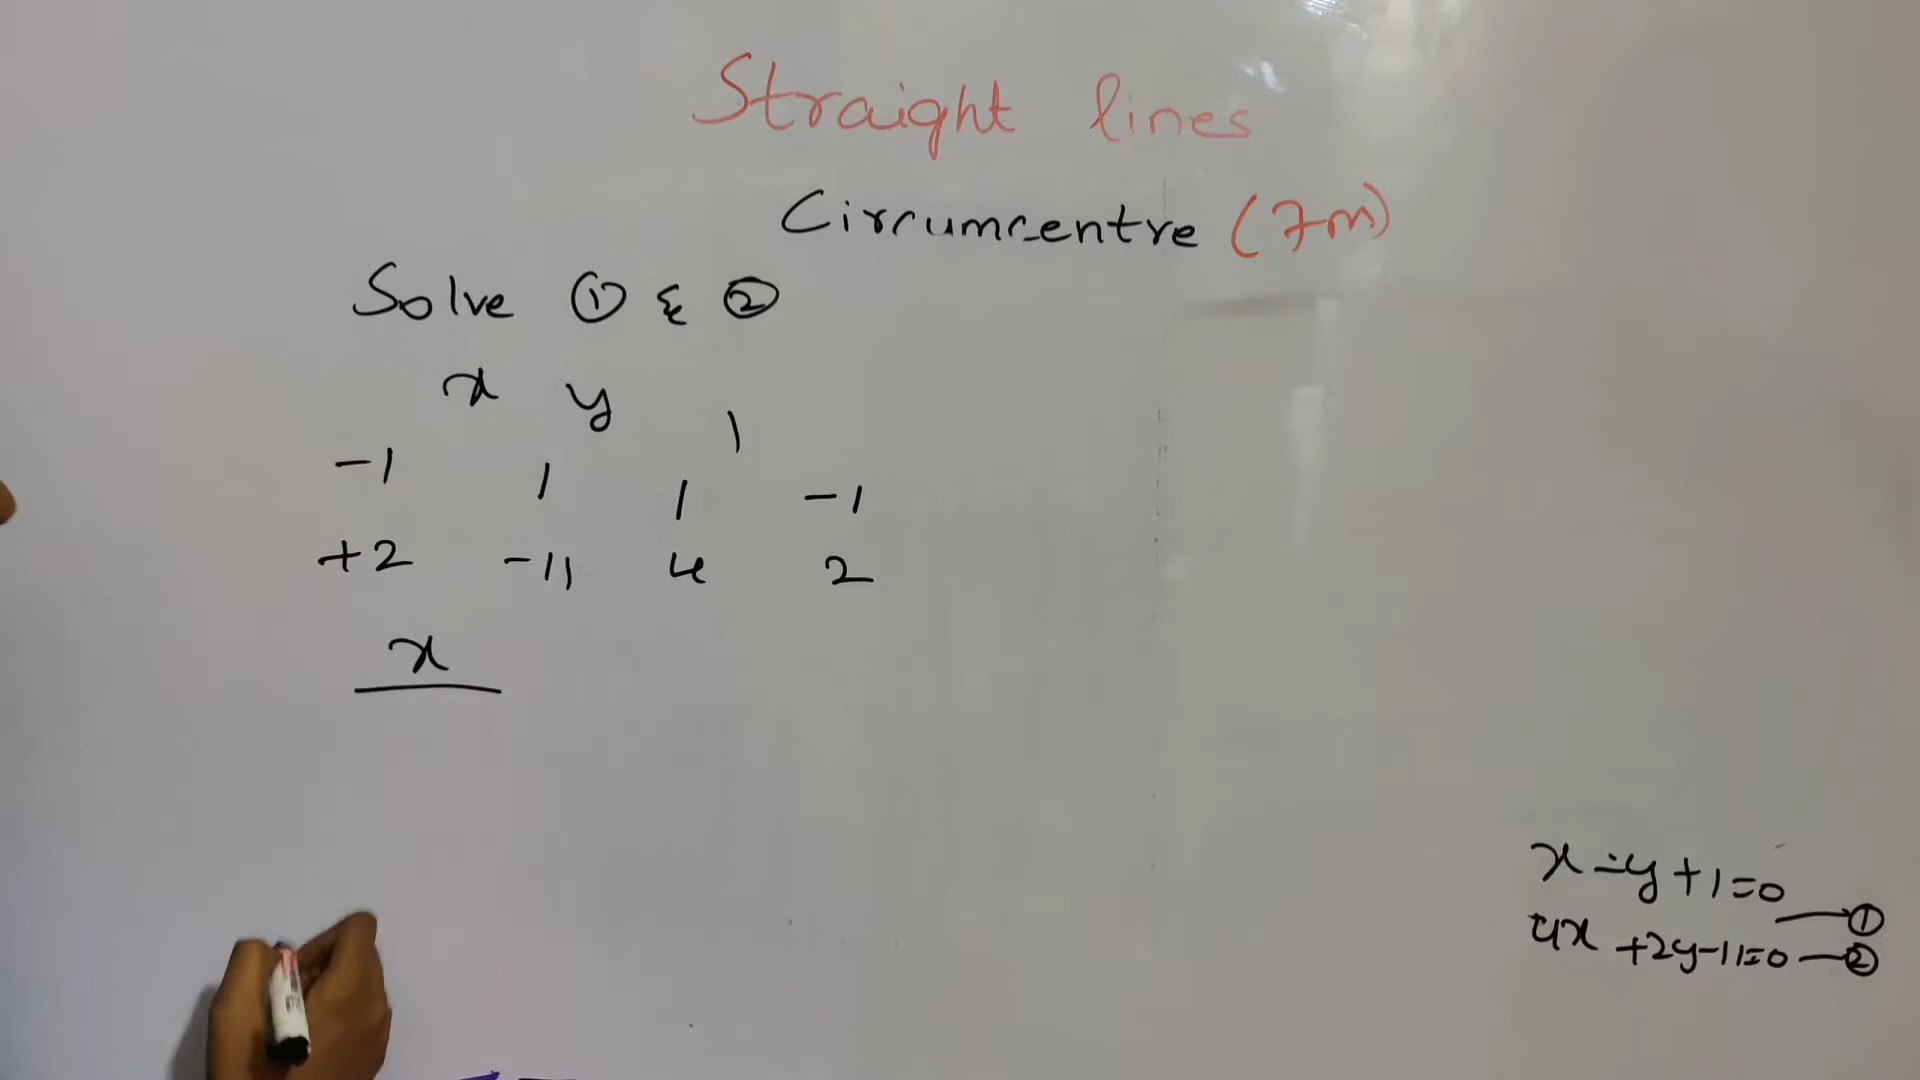 Straight lines
Circumcentre (7m)
Solve ① & ②
x y 1
-1 1 1 -1
+2 -11 4 2
x
x-y+1=0 ①
4x+2y-11=0 — ②